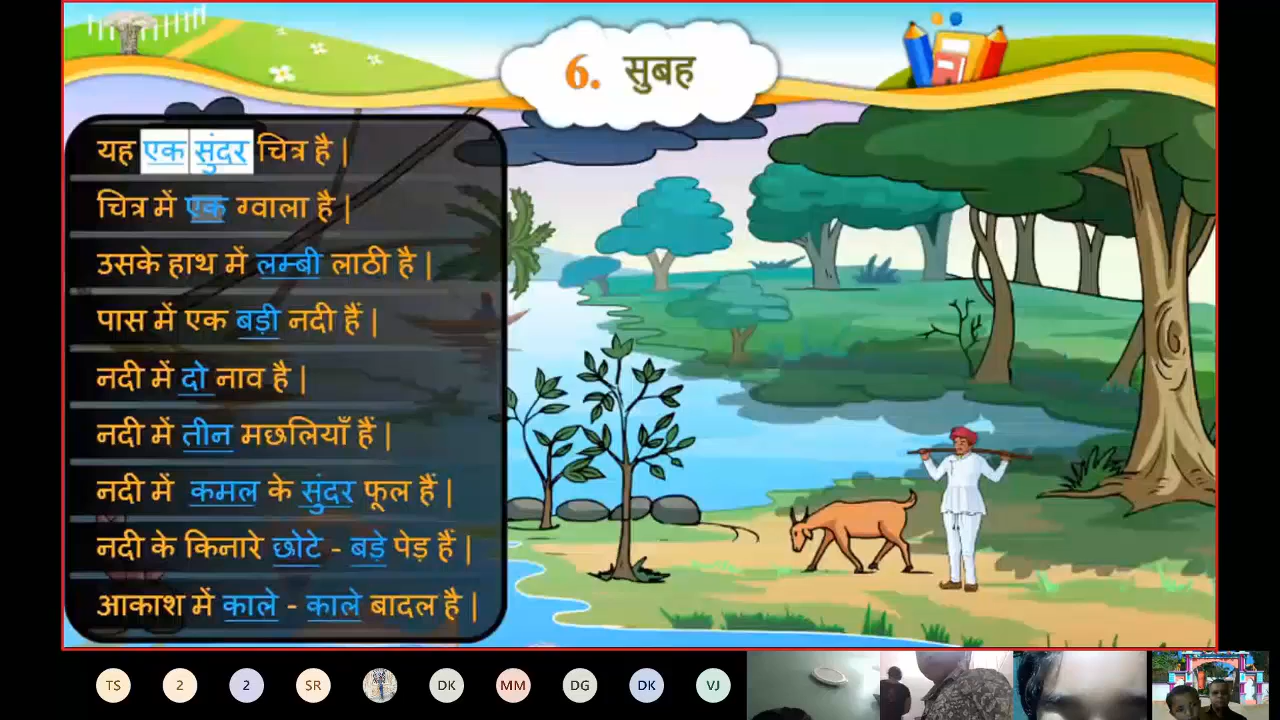 6. सुबह
यह एक सुंदर चित्र है |
चित्र में एक ग्वाला है |
उसके हाथ में लम्बी लाठी है |
पास में एक बड़ी नदी हैं |
नदी में दो नाव है |
नदी में तीन मछलियाँ हैं |
नदी में कमल के सुंदर फूल हैं |
नदी के किनारे छोटे - बड़े पेड़ हैं |
आकाश में काले - काले बादल है |
TS 2 2 SR DK MM DG DK VJ